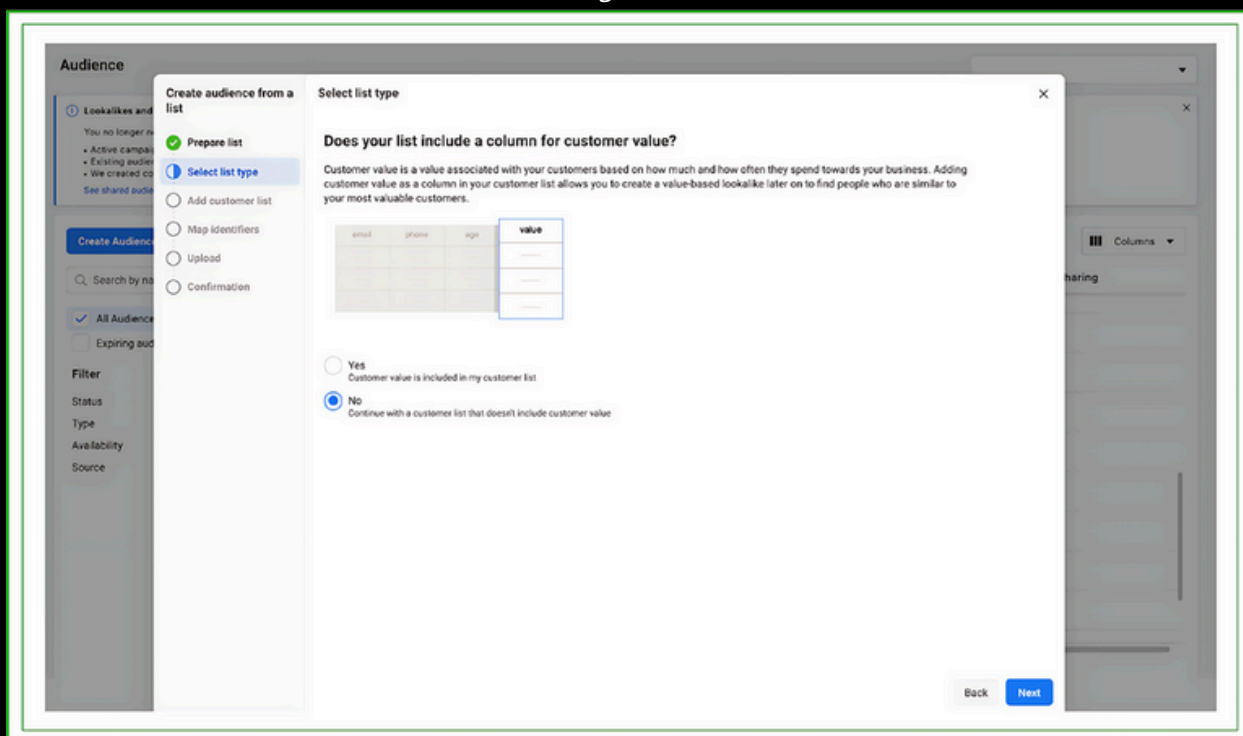 Audience
Lookalikes and
You no longer
• Active campai
• Existing audie
• We created co
See shared audie
Create Audienc
Search by na
All Audience
Expiring aud
Filter
Status
Type
Availability
Source
Create audience from a
list
Prepare list
Select list type
Add customer list
Map identifiers
Upload
Confirmation
Select list type
Does your list include a column for customer value?
Customer value is a value associated with your customers based on how much and how often they spend towards your business. Adding
customer value as a column in your customer list allows you to create a value-based lookalike later on to find people who are similar to
your most valuable customers.
email phone age value
Yes
Customer value is included in my customer list
No
Continue with a customer list that doesn't include customer value
Back Next
Columns
haring